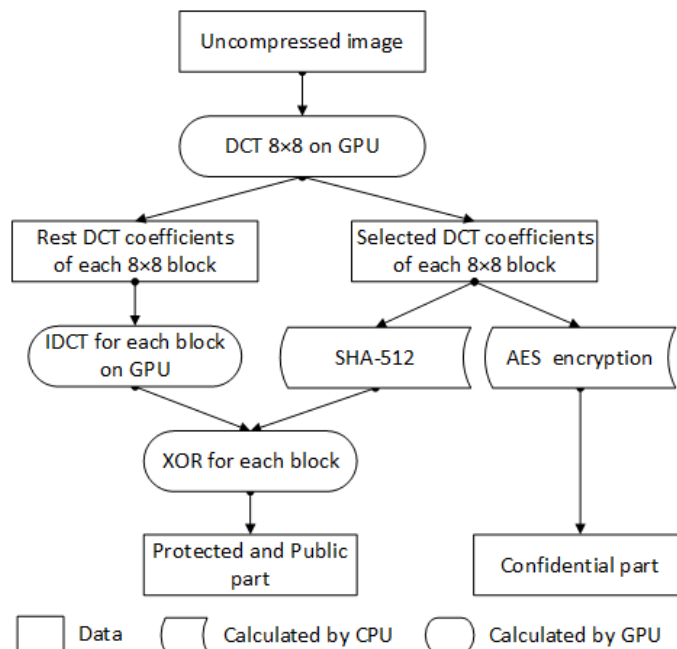 Uncompressed image
DCT 8×8 on GPU
Rest DCT coefficients
of each 8×8 block
Selected DCT coefficients
of each 8×8 block
IDCT for each block
on GPU
SHA-512
AES encryption
XOR for each block
Protected and Public
part
Confidential part
Data
Calculated by CPU
Calculated by GPU